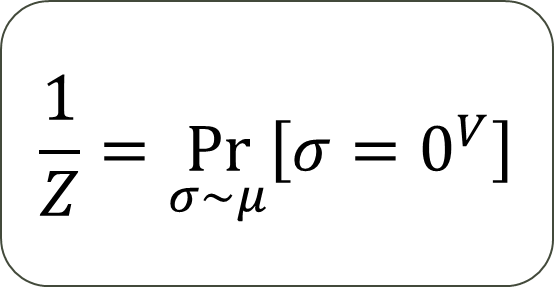 1/Z = Pr_{σ∼μ}[σ = 0^V]